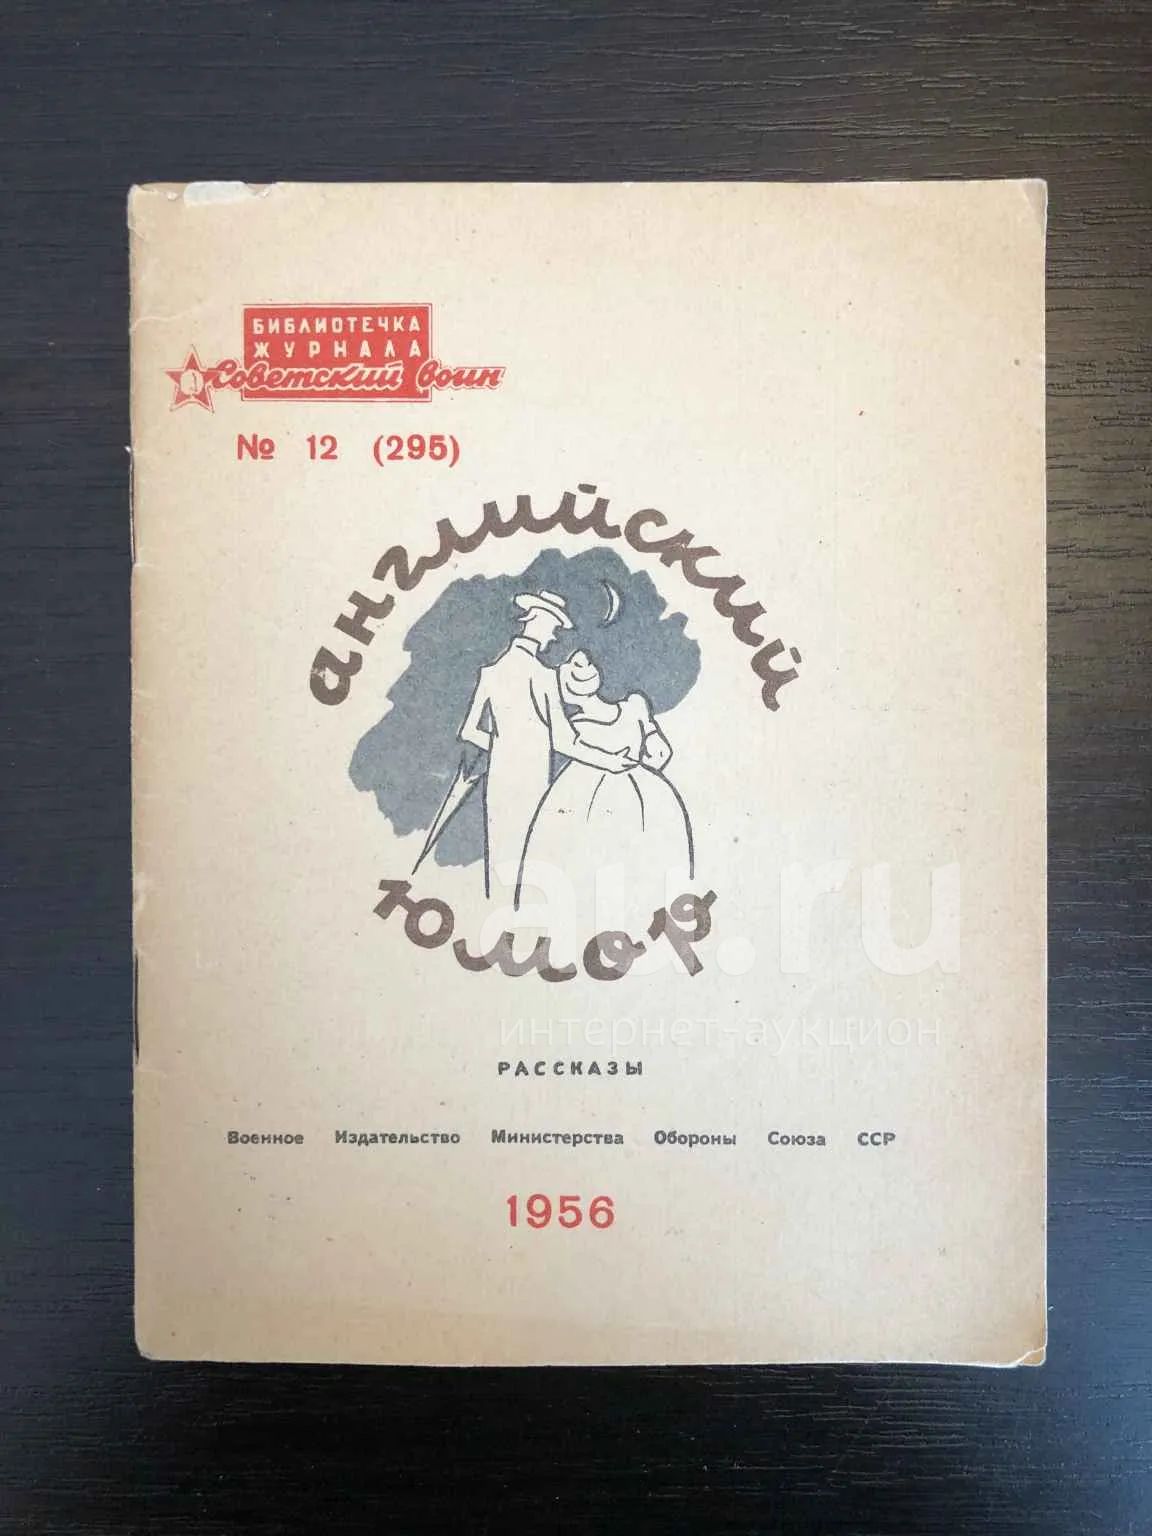 БИБЛИОТЕЧКА
ЖУРНАЛА
Советский воин
№ 12 (295)
английский
юмор
РАССКАЗЫ
Военное Издательство Министерства Обороны Союза ССР
1956
au.ru
интернет-аукцион